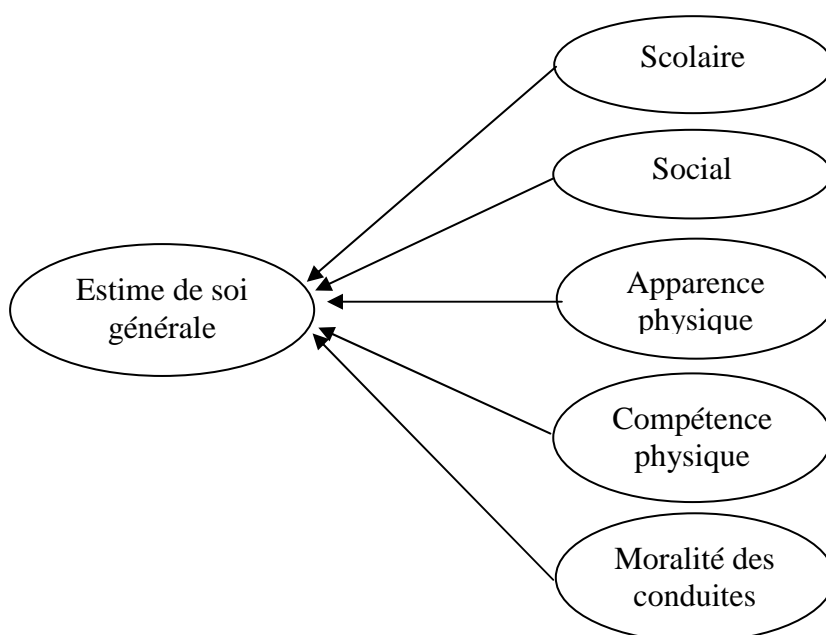 Scolaire
Social
Estime de soi
générale
Apparence
physique
Compétence
physique
Moralité des
conduites